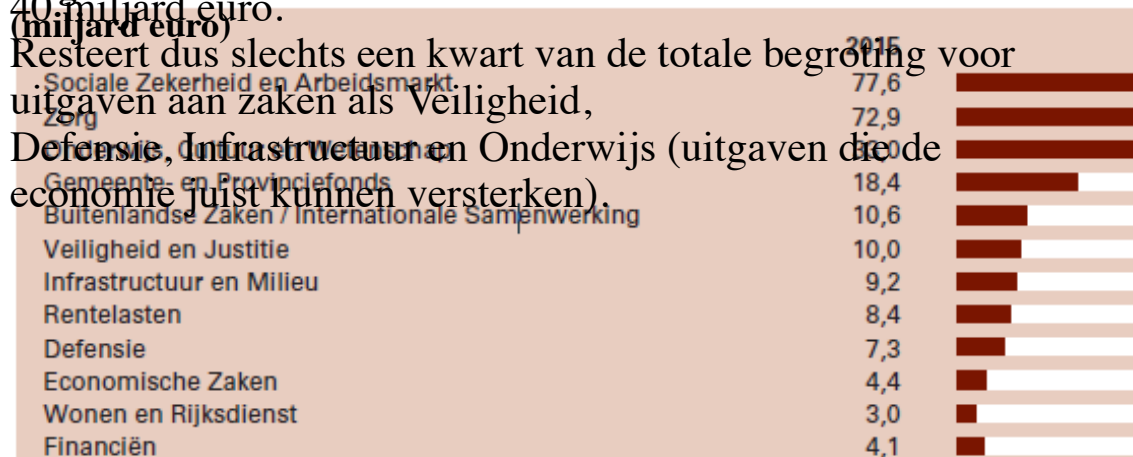 40 miljard euro.
(miljard euro)
Resteert dus slechts een kwart van de totale begroting voor
2015
Sociale Zekerheid en Arbeidsmarkt 77,6
uitgaven aan zaken als Veiligheid,
Zorg 72,9
Defensie, Infrastructuur en Onderwijs (uitgaven die de
Onderwijs, Cultuur en Wetenschap
Gemeente- en Provinciefonds 18,4
economie juist kunnen versterken).
Buitenlandse Zaken / Internationale Samenwerking 10,6
Veiligheid en Justitie 10,0
Infrastructuur en Milieu 9,2
Rentelasten 8,4
Defensie 7,3
Economische Zaken 4,4
Wonen en Rijksdienst 3,0
Financiën 4,1